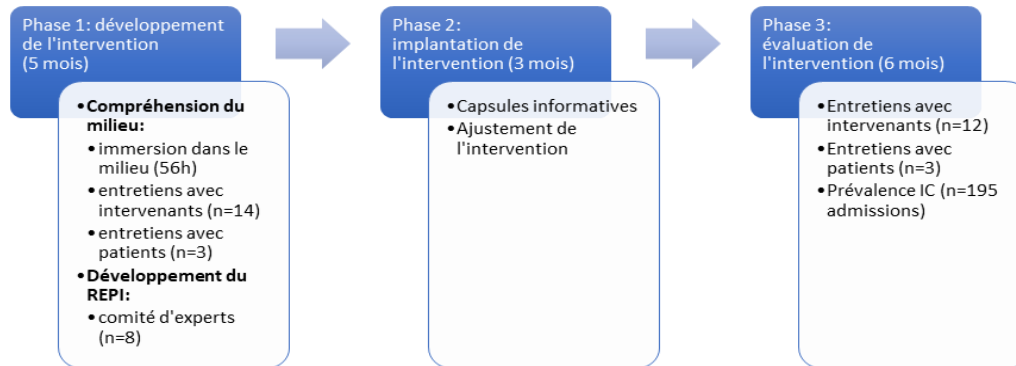 Phase 1: développement
de l'intervention
(5 mois)
•Compréhension du
milieu:
•immersion dans le
milieu (56h)
•entretiens avec
intervenants (n=14)
•entretiens avec
patients (n=3)
•Développement du
REPI:
•comité d'experts
(n=8)
Phase 2:
implantation de
l'intervention (3 mois)
•Capsules informatives
•Ajustement de
l'intervention
Phase 3:
évaluation de
l'intervention (6 mois)
•Entretiens avec
intervenants (n=12)
•Entretiens avec
patients (n=3)
•Prévalence IC (n=195
admissions)